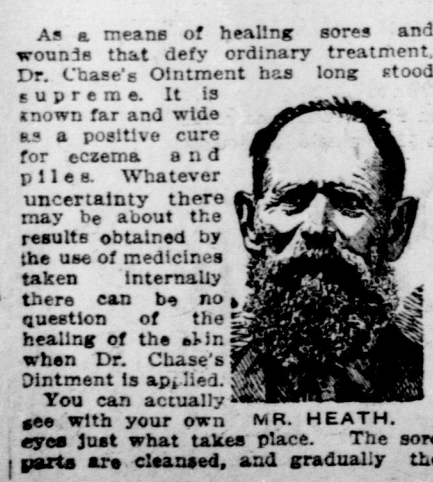 As a means of healing sores and
wounds that defy ordinary treatment,
Dr. Chase's Ointment has long stood
supreme. It is
known far and wide
as a positive cure
for eczema and
piles. Whatever
uncertainty there
may be about the
results obtained by
the use of medicines
taken internally
there can be no
question of the
healing of the skin
when Dr. Chase's
Ointment is applied.
You can actually
see with your own
MR. HEATH.
eyes just what takes place. The sore
parts are cleansed, and gradually the